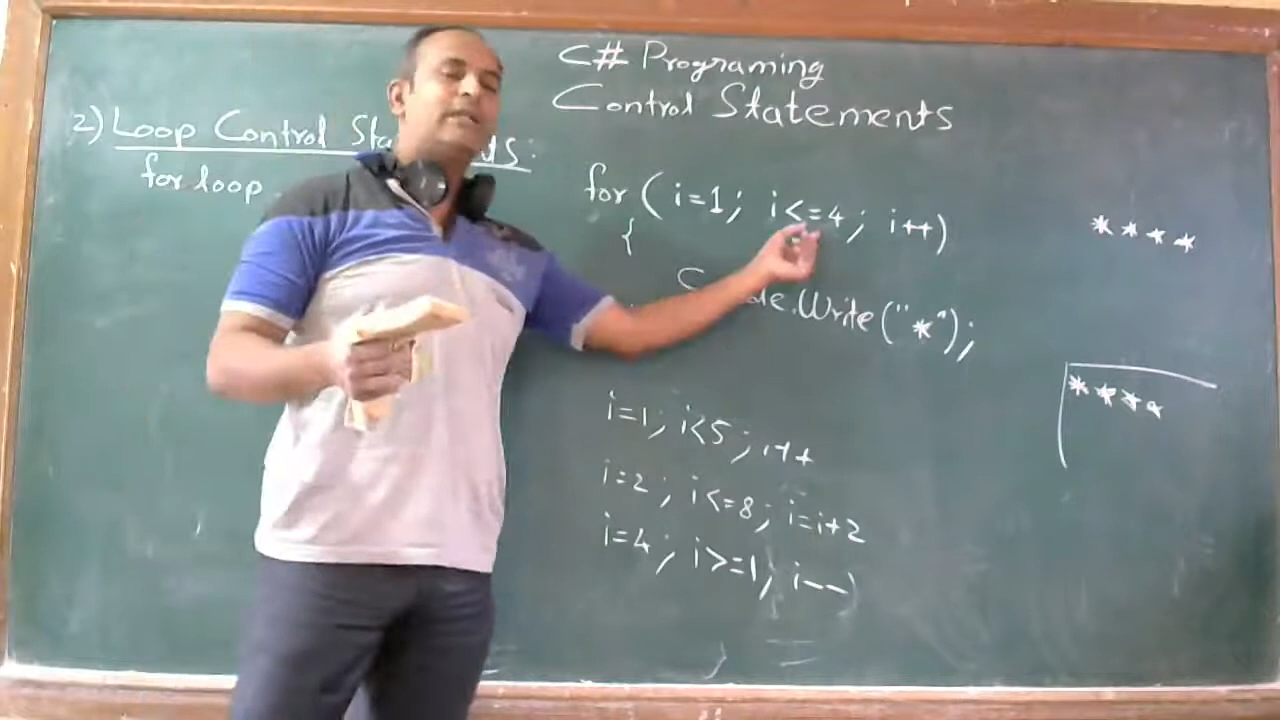 C# Programing
Control Statements
2) Loop Control
for loop
for ( i=1; i<=4; i++)
{
.Write("*");
* * * *
* * * *
i=1; i<5; i++
i=2; i<=8; i=i+2
i=4; i>=1; i--)
}